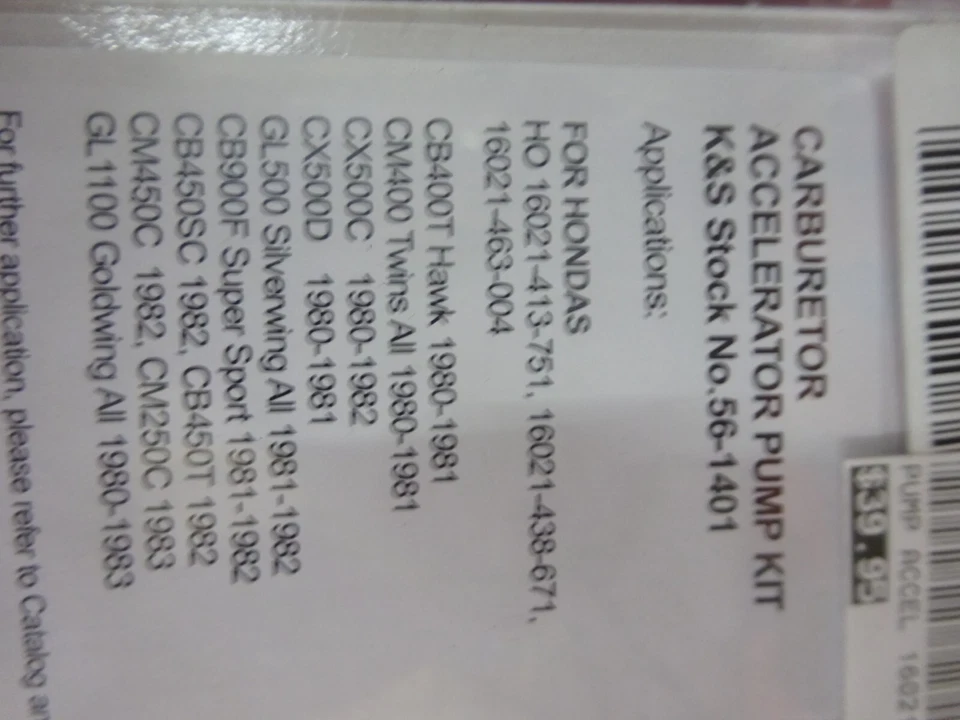 PUMP ACCEL 1602
$39.95
CARBURETOR
ACCELERATOR PUMP KIT
K&S Stock No.56-1401
Applications:
FOR HONDAS
HO 16021-413-751, 16021-438-671,
16021-463-004
CB400T Hawk 1980-1981
CM400 Twins All 1980-1981
CX500C 1980-1982
CX500D 1980-1981
GL500 Silverwing All 1981-1982
CB900F Super Sport 1981-1982
CB450SC 1982, CB450T 1982
CM450C 1982, CM250C 1983
GL1100 Goldwing All 1980-1983
For further application, please refer to Catalog